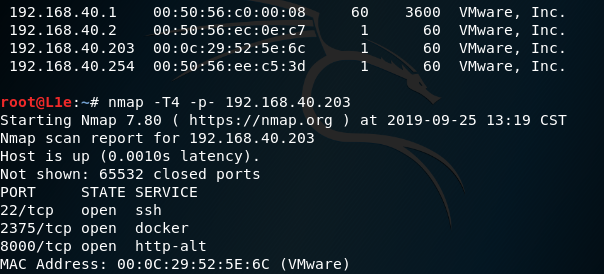 192.168.40.1    00:50:56:c0:00:08     60    3600  VMware, Inc.
192.168.40.2    00:50:56:ec:0e:c7      1      60  VMware, Inc.
192.168.40.203  00:0c:29:52:5e:6c      1      60  VMware, Inc.
192.168.40.254  00:50:56:ee:c5:3d      1      60  VMware, Inc.
root@L1e:~# nmap -T4 -p- 192.168.40.203
Starting Nmap 7.80 ( https://nmap.org ) at 2019-09-25 13:19 CST
Nmap scan report for 192.168.40.203
Host is up (0.0010s latency).
Not shown: 65532 closed ports
PORT     STATE SERVICE
22/tcp   open  ssh
2375/tcp open  docker
8000/tcp open  http-alt
MAC Address: 00:0C:29:52:5E:6C (VMware)